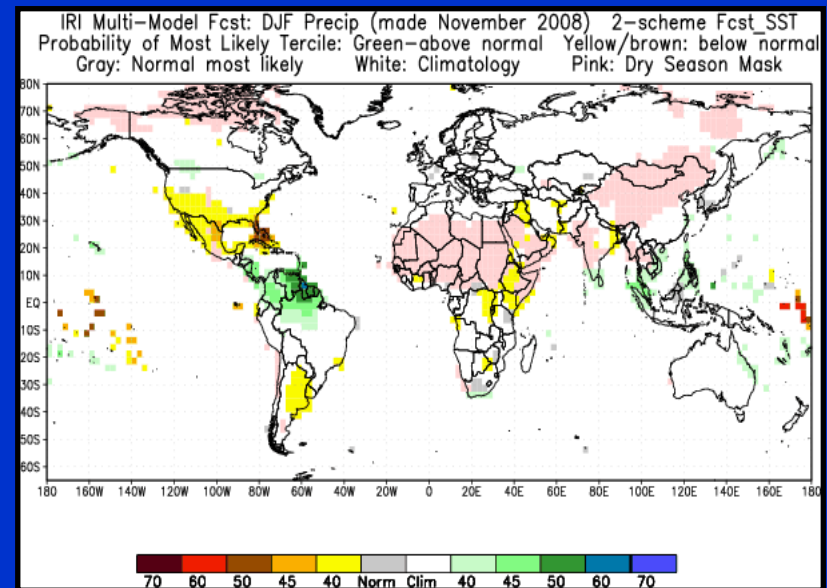 IRI Multi-Model Fcst: DJF Precip (made November 2008) 2-scheme Fcst_SST
Probability of Most Likely Tercile: Green-above normal Yellow/brown: below normal
Gray: Normal most likely White: Climatology Pink: Dry Season Mask
80N
70N
60N
50N
40N
30N
20N
10N
EQ
10S
20S
30S
40S
50S
60S
180 160W 140W 120W 100W 80W 60W 40W 20W 0 20E 40E 60E 80E 100E 120E 140E 160E 180
70 60 50 45 40 Norm Clim 40 45 50 60 70